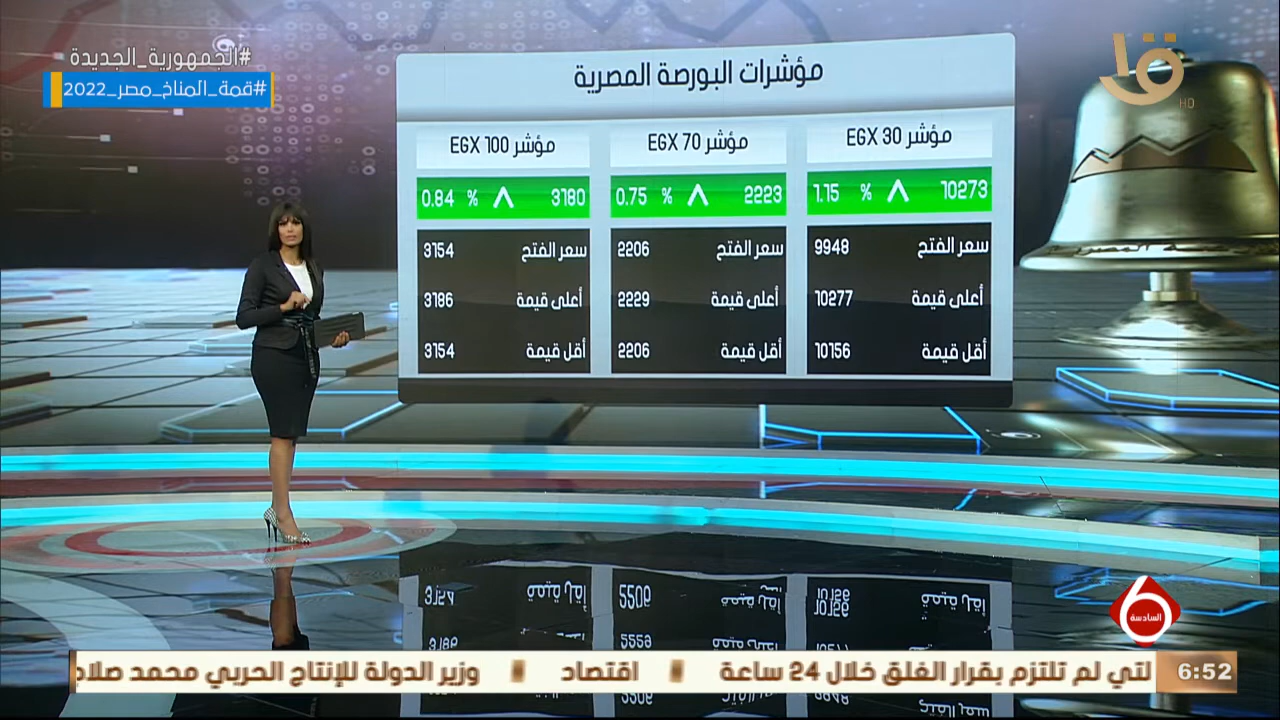 #الجمهورية_الجديدة
#قمة_المناخ_مصر_2022
HD
مؤشرات البورصة المصرية
مؤشر EGX 30
10273 % 1.15
سعر الفتح 9948
أعلى قيمة 10277
أقل قيمة 10156
مؤشر EGX 70
2223 % 0.75
سعر الفتح 2206
أعلى قيمة 2229
أقل قيمة 2206
مؤشر EGX 100
3180 % 0.84
سعر الفتح 3154
أعلى قيمة 3186
أقل قيمة 3154
6
السادسة
6:52
لتي لم تلتزم بقرار الغلق خلال 24 ساعة اقتصاد وزير الدولة للإنتاج الحربي محمد صلاح